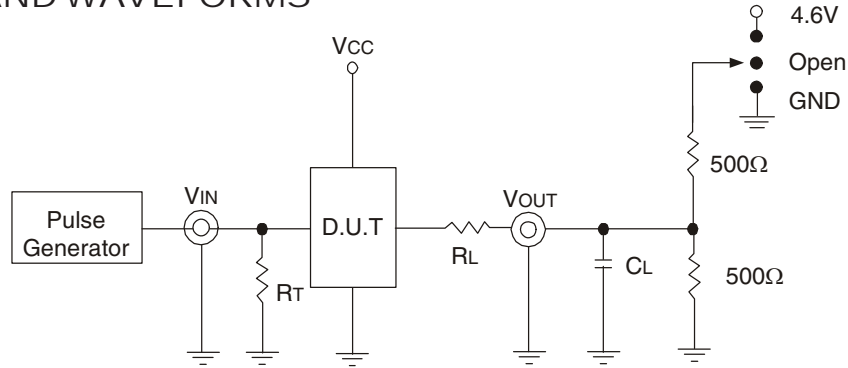 AND WAVEFORMS
4.6V
VCC
Open
GND
500Ω
VIN
VOUT
Pulse
Generator
D.U.T
RL
CL
RT
500Ω